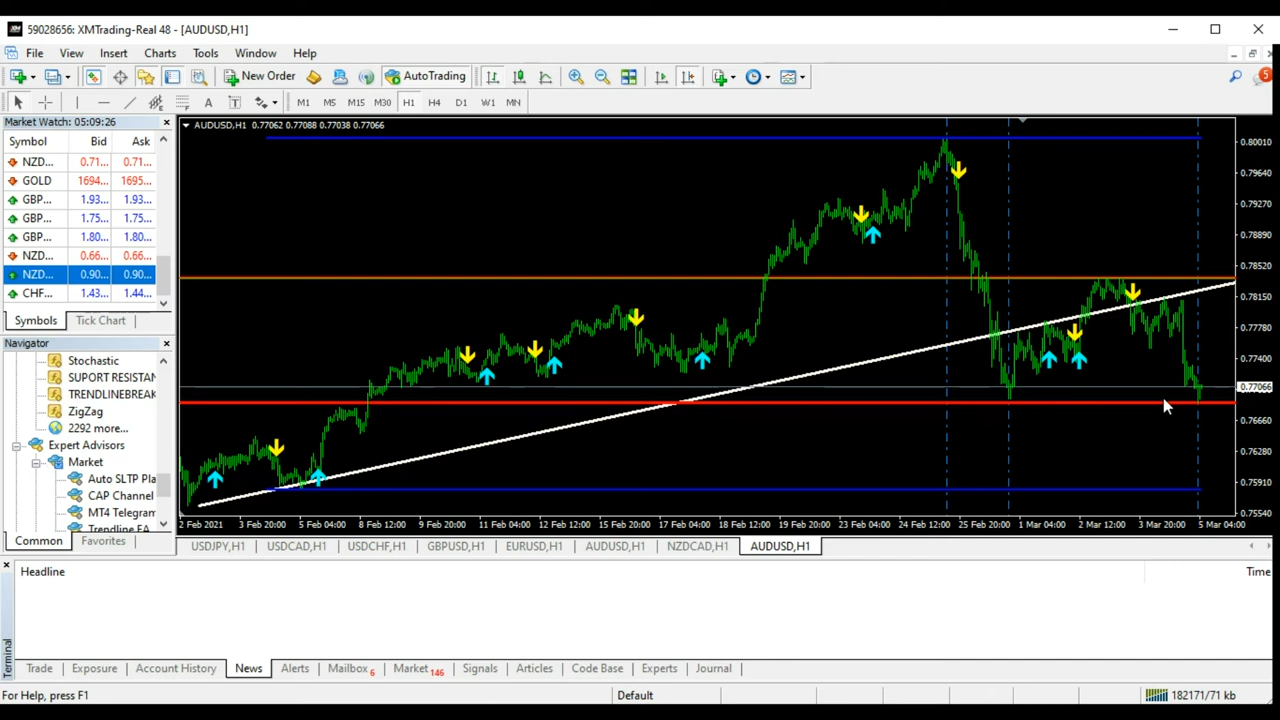 59028656: XMTrading-Real 48 - [AUDUSD,H1]
File View Insert Charts Tools Options Window Help
New Order AutoTrading
5
A T M1 M5 M15 M30 H1 H4 D1 W1 MN
Market Watch: 05:09:26
Symbol Bid Ask
NZD... 0.71... 0.71...
GOLD 1694... 1695...
GBP... 1.93... 1.93...
GBP... 1.75... 1.75...
GBP... 1.80... 1.80...
NZD... 0.66... 0.66...
NZD... 0.90... 0.90...
CHF... 1.43... 1.44...
Symbols Tick Chart
Navigator
Stochastic
SUPORT RESISTAN
TRENDLINEBREAK
ZigZag
2292 more...
Expert Advisors
Market
Auto SLTP Pla
CAP Channel
MT4 Telegram
Trendline EA
Common Favorites
AUDUSD,H1 0.77062 0.77088 0.77038 0.77066
0.80010
0.79640
0.79270
0.78890
0.78520
0.78150
0.77780
0.77400
0.77066
0.76660
0.76280
0.75910
0.75540
2 Feb 2021 3 Feb 20:00 5 Feb 04:00 8 Feb 12:00 9 Feb 20:00 11 Feb 04:00 12 Feb 12:00 15 Feb 20:00 17 Feb 04:00 18 Feb 12:00 19 Feb 20:00 23 Feb 04:00 24 Feb 12:00 25 Feb 20:00 1 Mar 04:00 2 Mar 12:00 3 Mar 20:00 5 Mar 04:00
USDJPY,H1 USDCAD,H1 USDCHF,H1 GBPUSD,H1 EURUSD,H1 AUDUSD,H1 NZDCAD,H1 AUDUSD,H1
Headline Time
Terminal
Trade Exposure Account History News Alerts Mailbox 6 Market 146 Signals Articles Code Base Experts Journal
For Help, press F1 Default 182171/71 kb